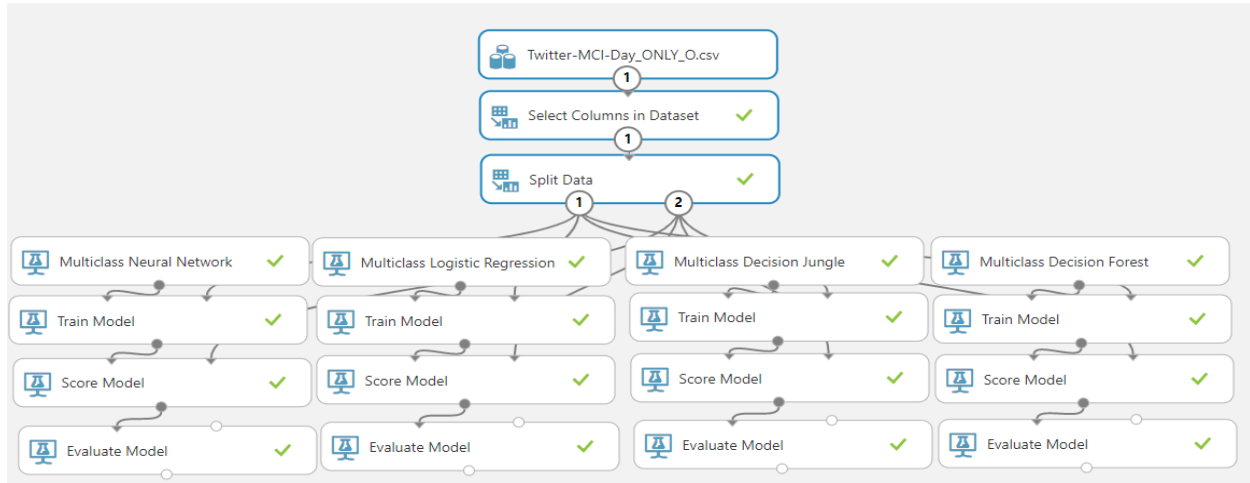 Twitter-MCI-Day_ONLY_O.csv
1
Select Columns in Dataset
1
Split Data
1 2
Multiclass Neural Network Multiclass Logistic Regression Multiclass Decision Jungle Multiclass Decision Forest
Train Model Train Model Train Model Train Model
Score Model Score Model Score Model Score Model
Evaluate Model Evaluate Model Evaluate Model Evaluate Model